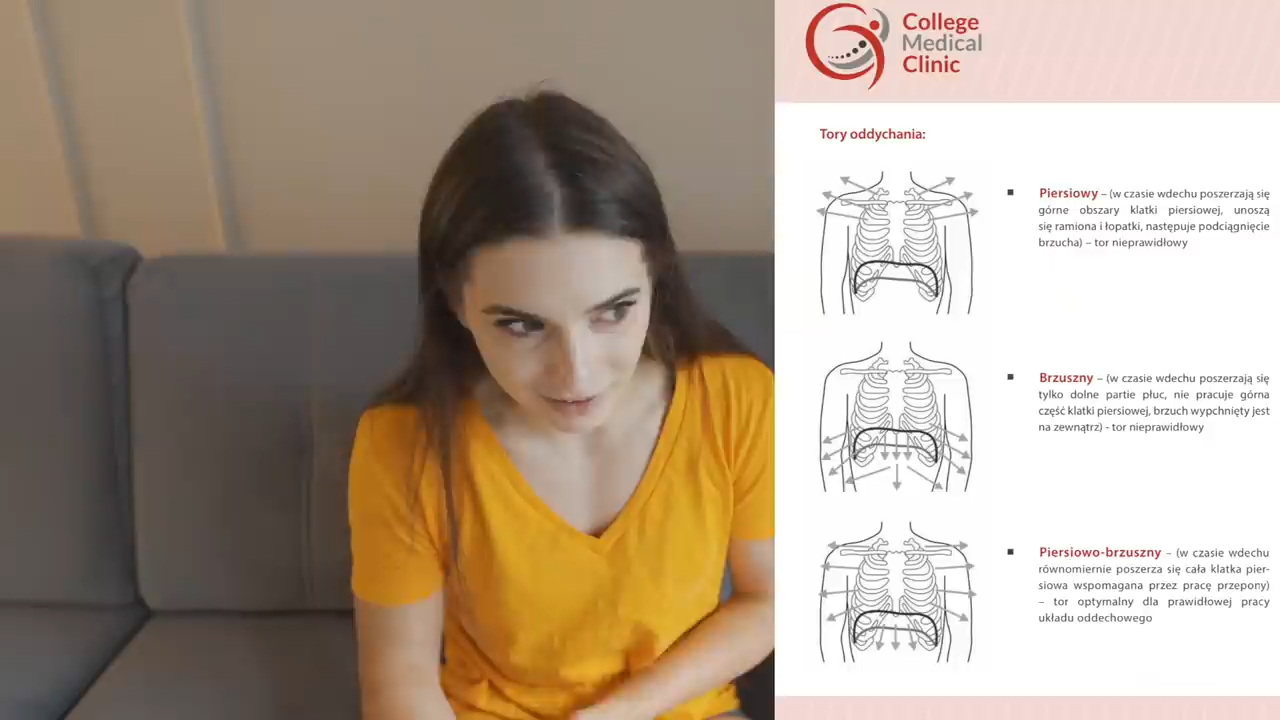 College
Medical
Clinic
Tory oddychania:
▪ Piersiowy – (w czasie wdechu poszerzają się
górne obszary klatki piersiowej, unoszą
się ramiona i łopatki, następuje podciągnięcie
brzucha) – tor nieprawidłowy
▪ Brzuszny – (w czasie wdechu poszerzają się
tylko dolne partie płuc, nie pracuje górna
część klatki piersiowej, brzuch wypchnięty jest
na zewnątrz) - tor nieprawidłowy
▪ Piersiowo-brzuszny – (w czasie wdechu
równomiernie poszerza się cała klatka pier-
siowa wspomagana przez pracę przepony)
– tor optymalny dla prawidłowej pracy
układu oddechowego